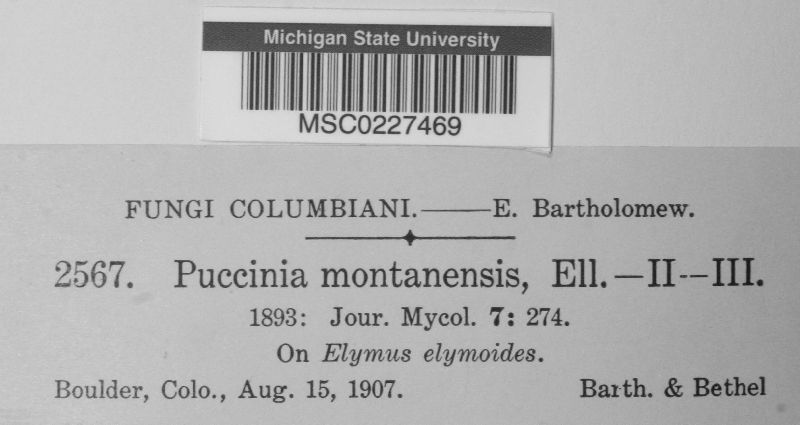 Michigan State University
MSC0227469
FUNGI COLUMBIANI.——E. Bartholomew.
2567. Puccinia montanensis, Ell.—II--III.
1893: Jour. Mycol. 7: 274.
On Elymus elymoides.
Boulder, Colo., Aug. 15, 1907. Barth. & Bethel